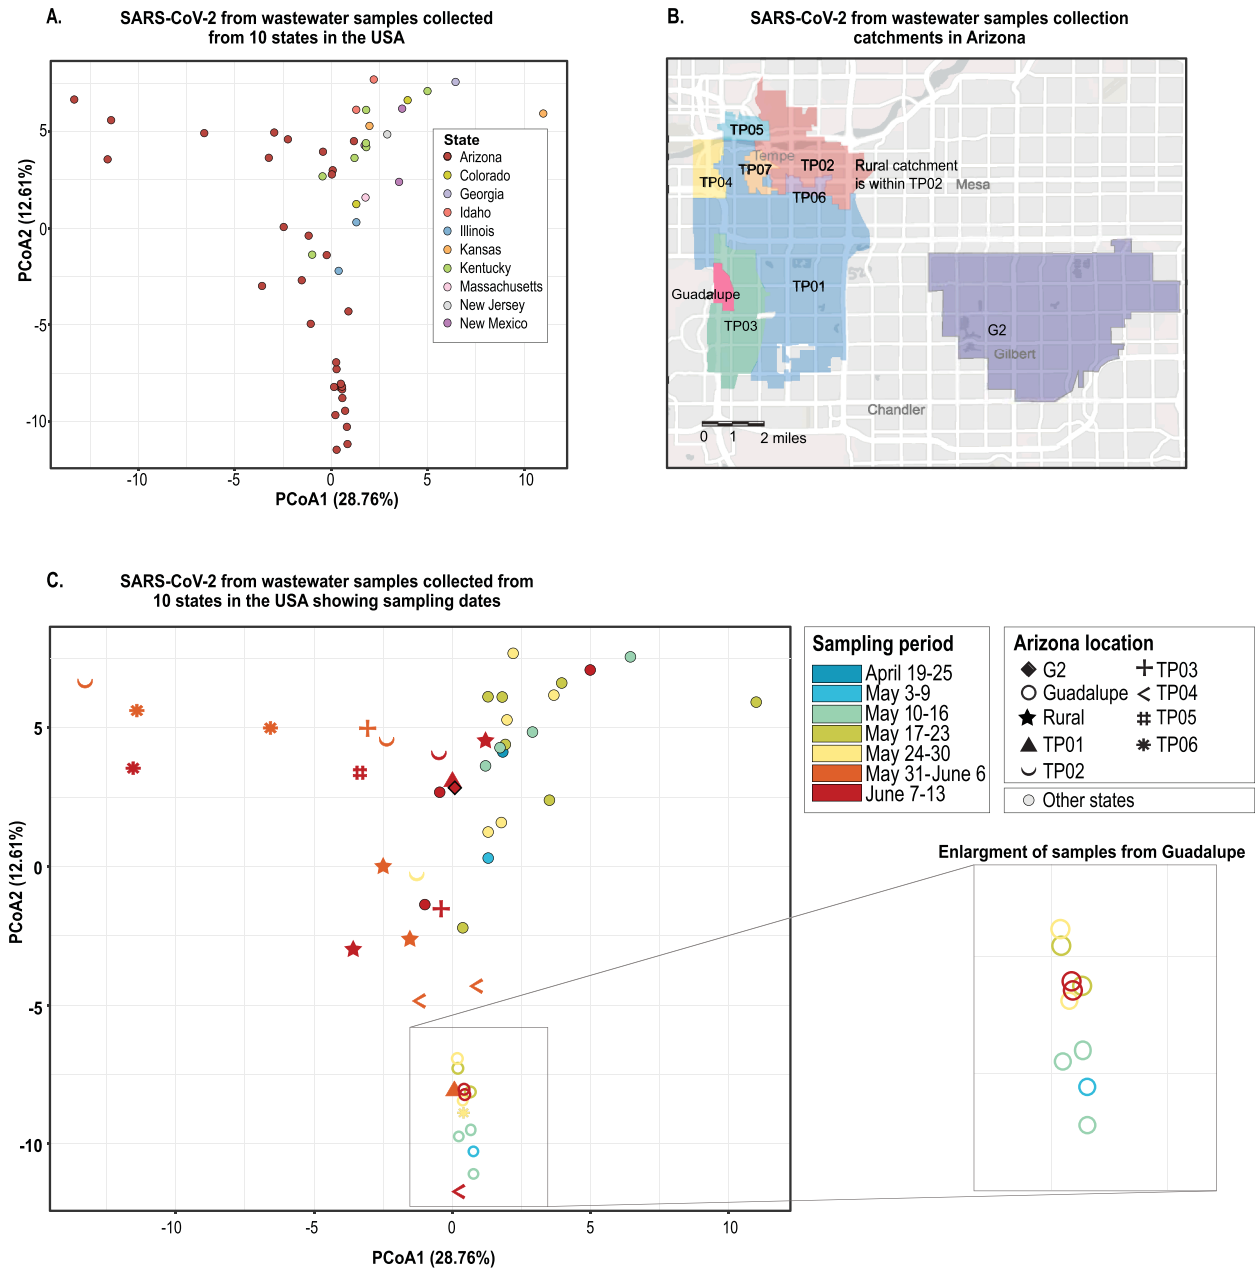 A.
SARS-CoV-2 from wastewater samples collected
from 10 states in the USA
PCoA2 (12.61%)
5
0
-5
-10
-10
-5
0
5
10
PCoA1 (28.76%)
State
Arizona
Colorado
Georgia
Idaho
Illinois
Kansas
Kentucky
Massachusetts
New Jersey
New Mexico
B.
SARS-CoV-2 from wastewater samples collection
catchments in Arizona
TP05
Tempe
TP07
TP02
TP04
TP06
Rural catchment
is within TP02
Mesa
Guadalupe
TP01
TP03
G2
Gilbert
Chandler
0 1 2 miles
C.
SARS-CoV-2 from wastewater samples collected from
10 states in the USA showing sampling dates
PCoA2 (12.61%)
5
0
-5
-10
-10
-5
0
5
10
PCoA1 (28.76%)
Sampling period
April 19-25
May 3-9
May 10-16
May 17-23
May 24-30
May 31-June 6
June 7-13
Arizona location
G2
Guadalupe
Rural
TP01
TP02
TP03
TP04
TP05
TP06
Other states
Enlargment of samples from Guadalupe